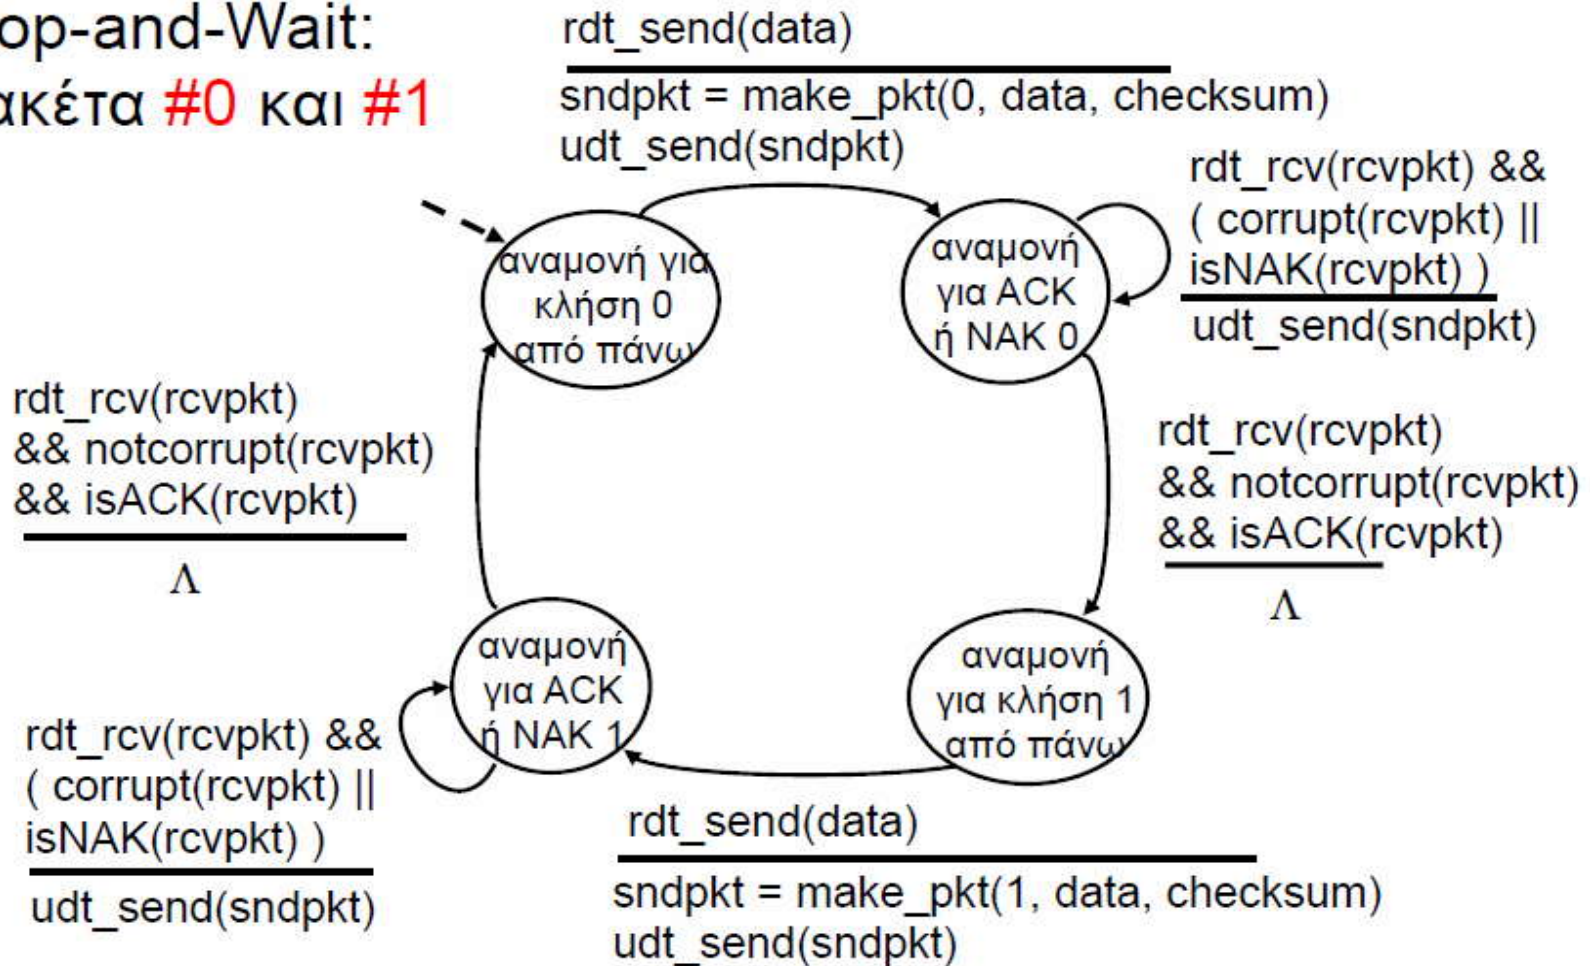 op-and-Wait:
ακέτα #0 και #1
rdt_send(data)
sndpkt = make_pkt(0, data, checksum)
udt_send(sndpkt)
rdt_rcv(rcvpkt) &&
( corrupt(rcvpkt) ||
isNAK(rcvpkt) )
udt_send(sndpkt)
αναμονή για
κλήση 0
από πάνω
αναμονή
για ACK
ή NAK 0
rdt_rcv(rcvpkt)
&& notcorrupt(rcvpkt)
&& isACK(rcvpkt)
Λ
rdt_rcv(rcvpkt)
&& notcorrupt(rcvpkt)
&& isACK(rcvpkt)
Λ
αναμονή
για ACK
ή NAK 1
αναμονή
για κλήση 1
από πάνω
rdt_rcv(rcvpkt) &&
( corrupt(rcvpkt) ||
isNAK(rcvpkt) )
udt_send(sndpkt)
rdt_send(data)
sndpkt = make_pkt(1, data, checksum)
udt_send(sndpkt)